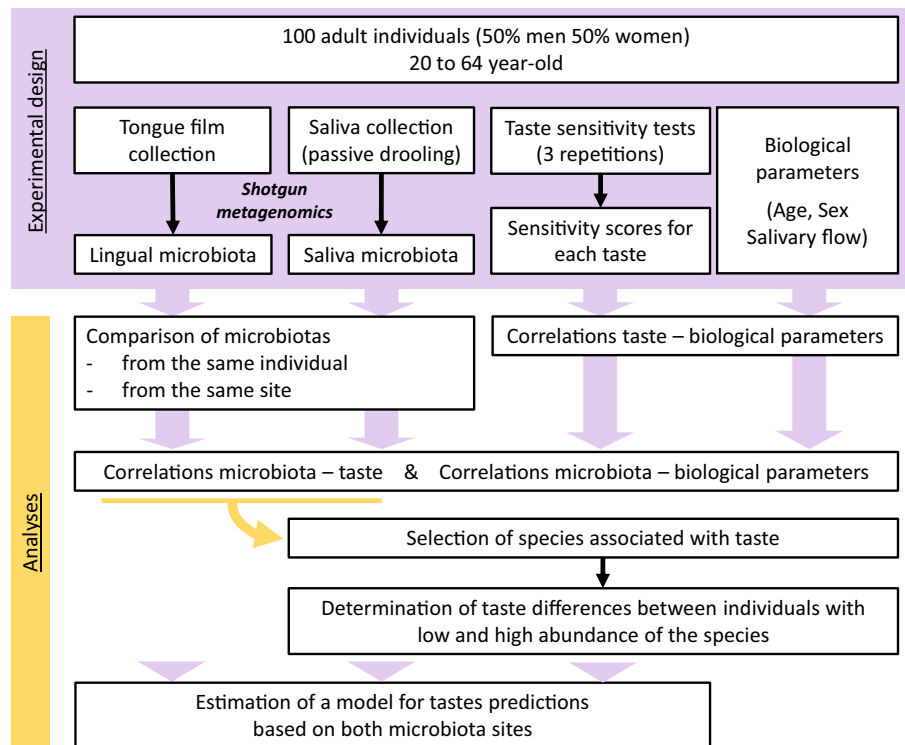 Experimental design
100 adult individuals (50% men 50% women)
20 to 64 year-old
Tongue film
collection
Saliva collection
(passive drooling)
Taste sensitivity tests
(3 repetitions)
Biological
parameters
(Age, Sex
Salivary flow)
Shotgun
metagenomics
Lingual microbiota
Saliva microbiota
Sensitivity scores for
each taste
Analyses
Comparison of microbiotas
- from the same individual
- from the same site
Correlations taste – biological parameters
Correlations microbiota – taste & Correlations microbiota – biological parameters
Selection of species associated with taste
Determination of taste differences between individuals with
low and high abundance of the species
Estimation of a model for tastes predictions
based on both microbiota sites